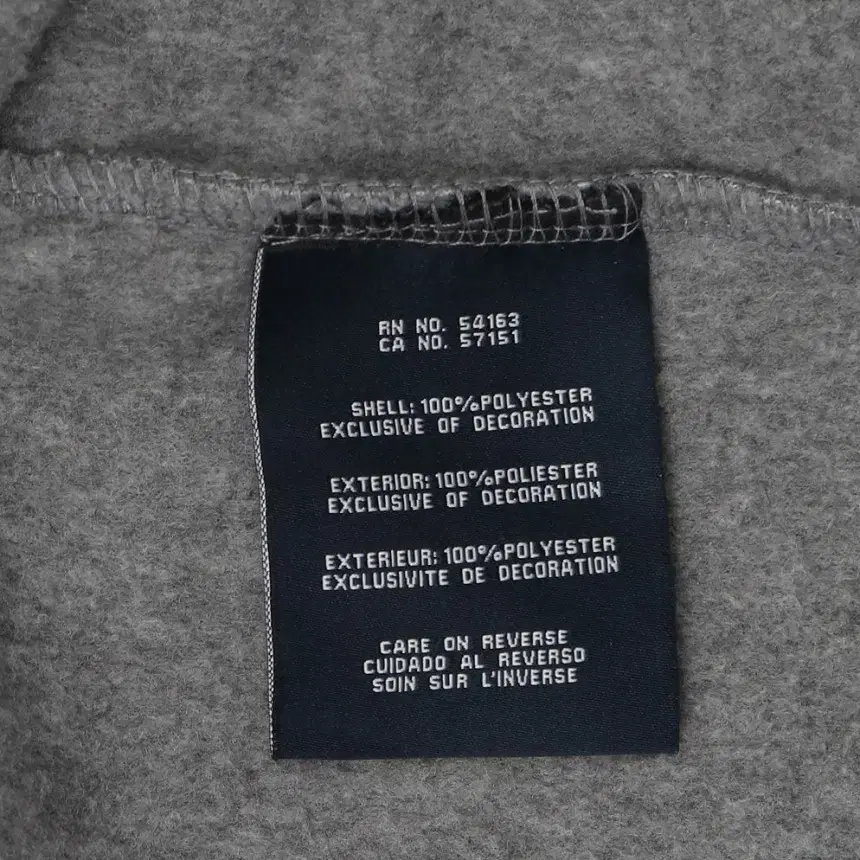 RN NO. 54163
CA NO. 57151
SHELL: 100%POLYESTER
EXCLUSIVE OF DECORATION
EXTERIOR: 100%POLIESTER
EXCLUSIVE OF DECORATION
EXTERIEUR: 100%POLYESTER
EXCLUSIVITE DE DECORATION
CARE ON REVERSE
CUIDADO AL REVERSO
SOIN SUR L'INVERSE